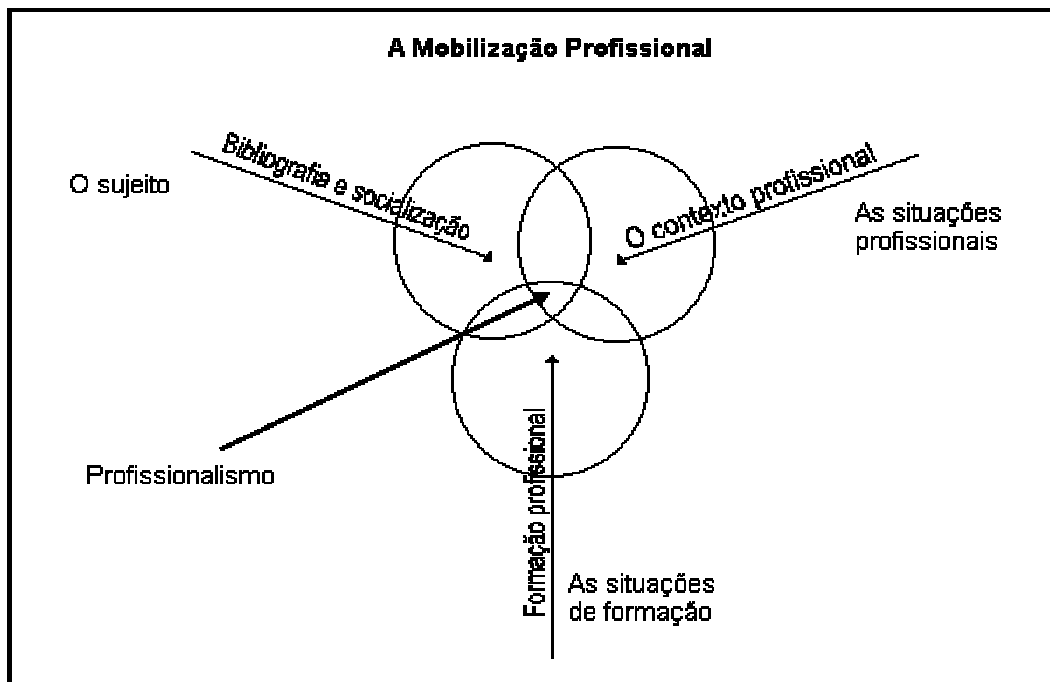 A Mobilização Profissional
Bibliografia e socialização
O sujeito
O contexto profissional
As situações
profissionais
Profissionalismo
Formação profissional
As situações
de formação